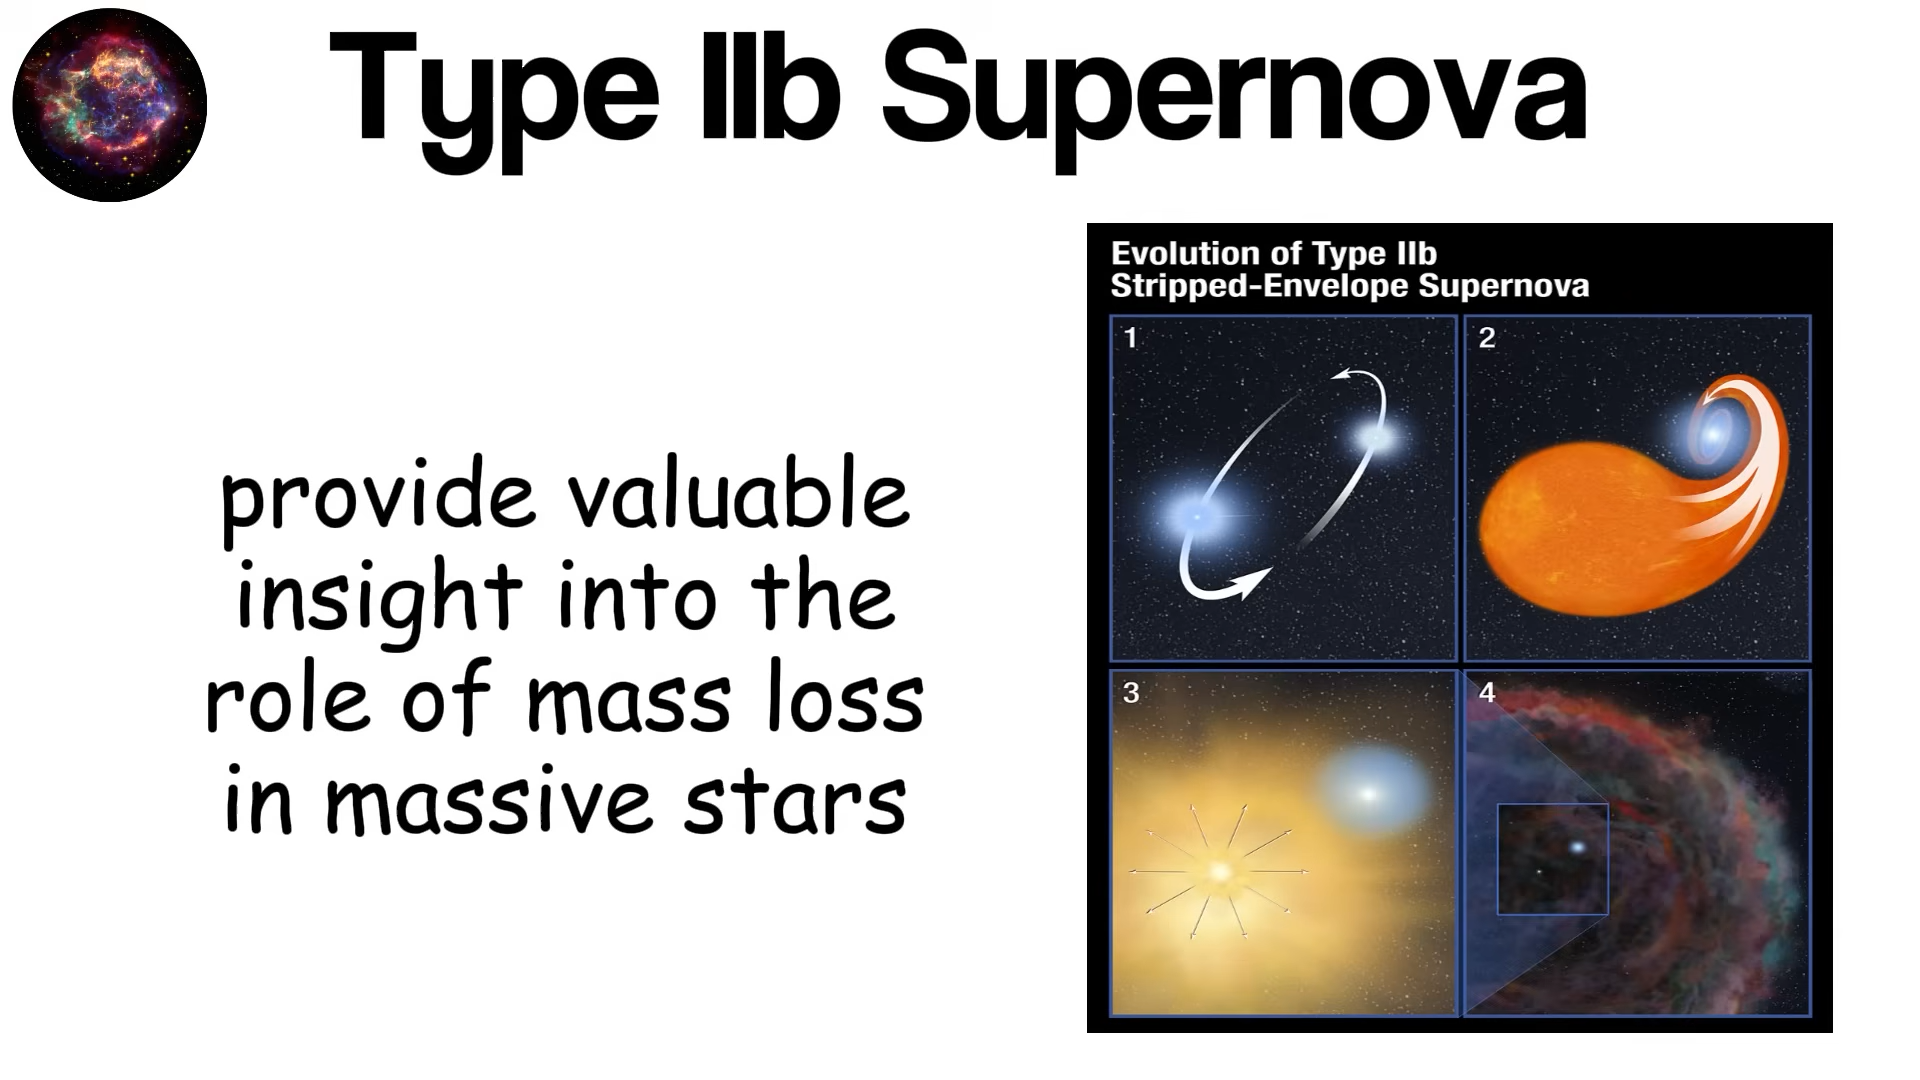 Type IIb Supernova
provide valuable
insight into the
role of mass loss
in massive stars
Evolution of Type IIb
Stripped-Envelope Supernova
1
2
3
4